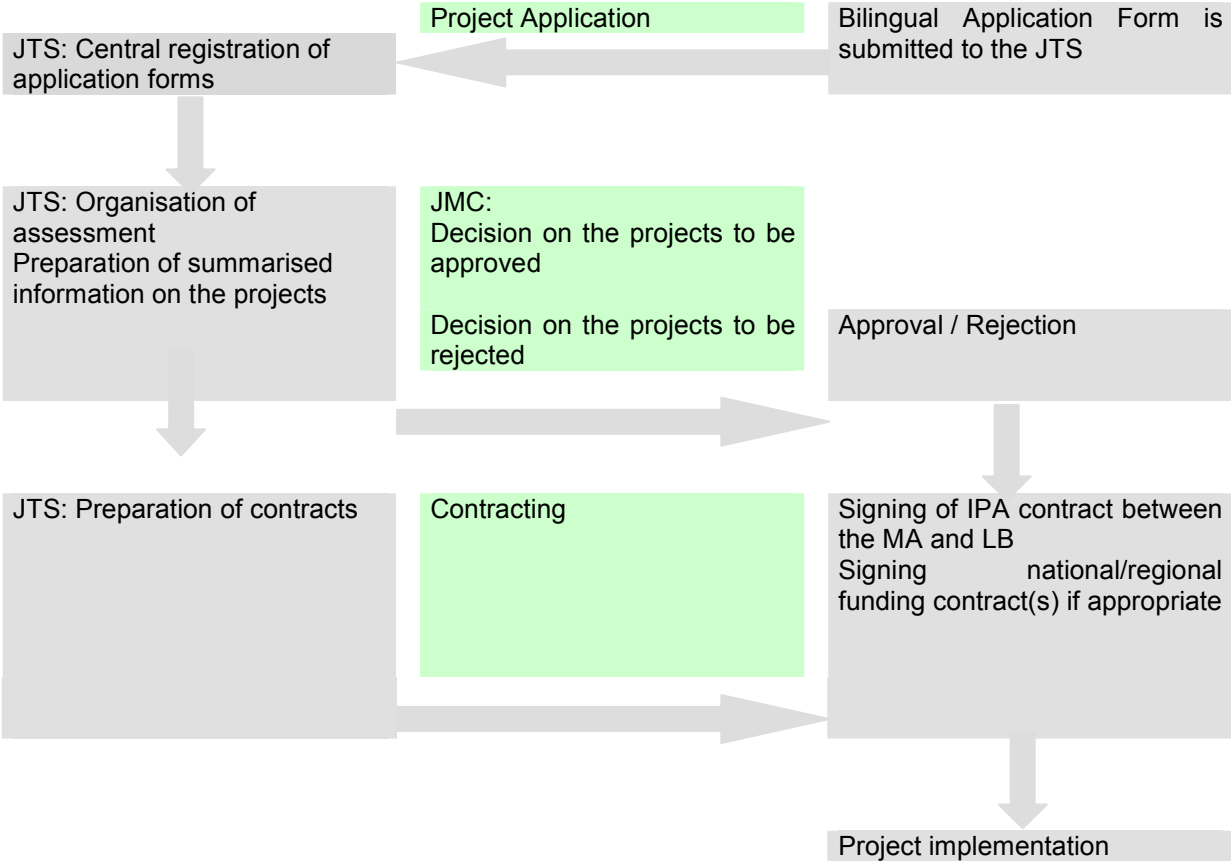 Project Application
Bilingual Application Form is
submitted to the JTS
JTS: Central registration of
application forms
JTS: Organisation of
assessment
Preparation of summarised
information on the projects
JMC:
Decision on the projects to be
approved
Decision on the projects to be
rejected
Approval / Rejection
JTS: Preparation of contracts
Contracting
Signing of IPA contract between
the MA and LB
Signing national/regional
funding contract(s) if appropriate
Project implementation